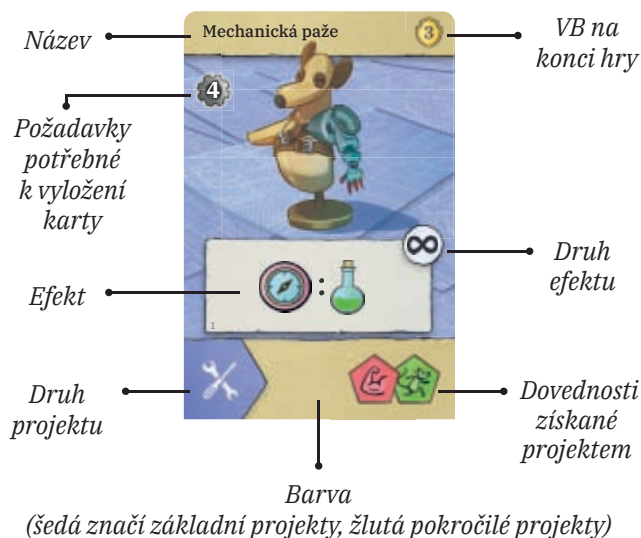 Název
Mechanická paže
3
VB na
konci hry
4
Požadavky
potřebné
k vyložení
karty
Efekt
:
1
∞
Druh
efektu
Druh
projektu
Dovednosti
získané
projektem
Barva
(šedá značí základní projekty, žlutá pokročilé projekty)